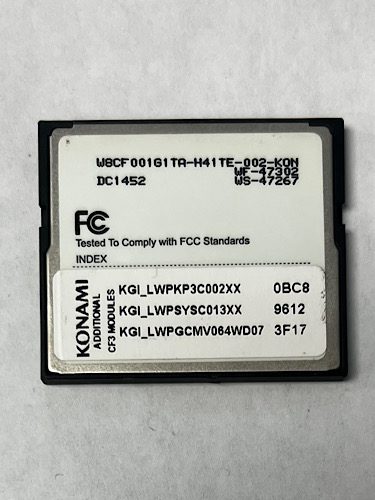 W8CF001G1TA-H41TE-002-KON
WF-47302
DC1452 WS-47267
FC
Tested To Comply with FCC Standards
INDEX
KONAMI
ADDITIONAL
CF3 MODULES
KGI_LWPKP3C002XX 0BC8
KGI_LWPSYSC013XX 9612
KGI_LWPGCMV064WD07 3F17